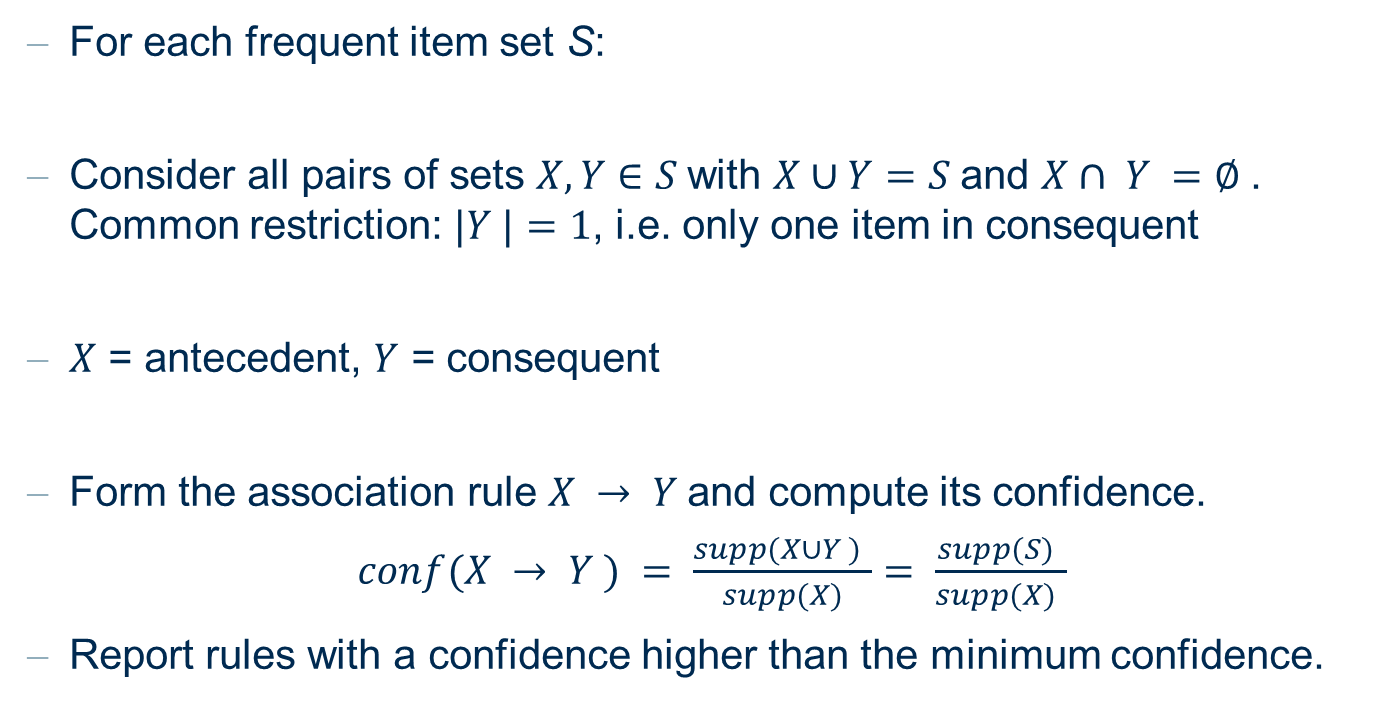 – For each frequent item set S:
– Consider all pairs of sets X, Y ∈ S with X ∪ Y = S and X ∩ Y = ∅ .
Common restriction: |Y | = 1, i.e. only one item in consequent
– X = antecedent, Y = consequent
– Form the association rule X → Y and compute its confidence.
conf(X → Y ) = supp(X∪Y ) / supp(X) = supp(S) / supp(X)
– Report rules with a confidence higher than the minimum confidence.